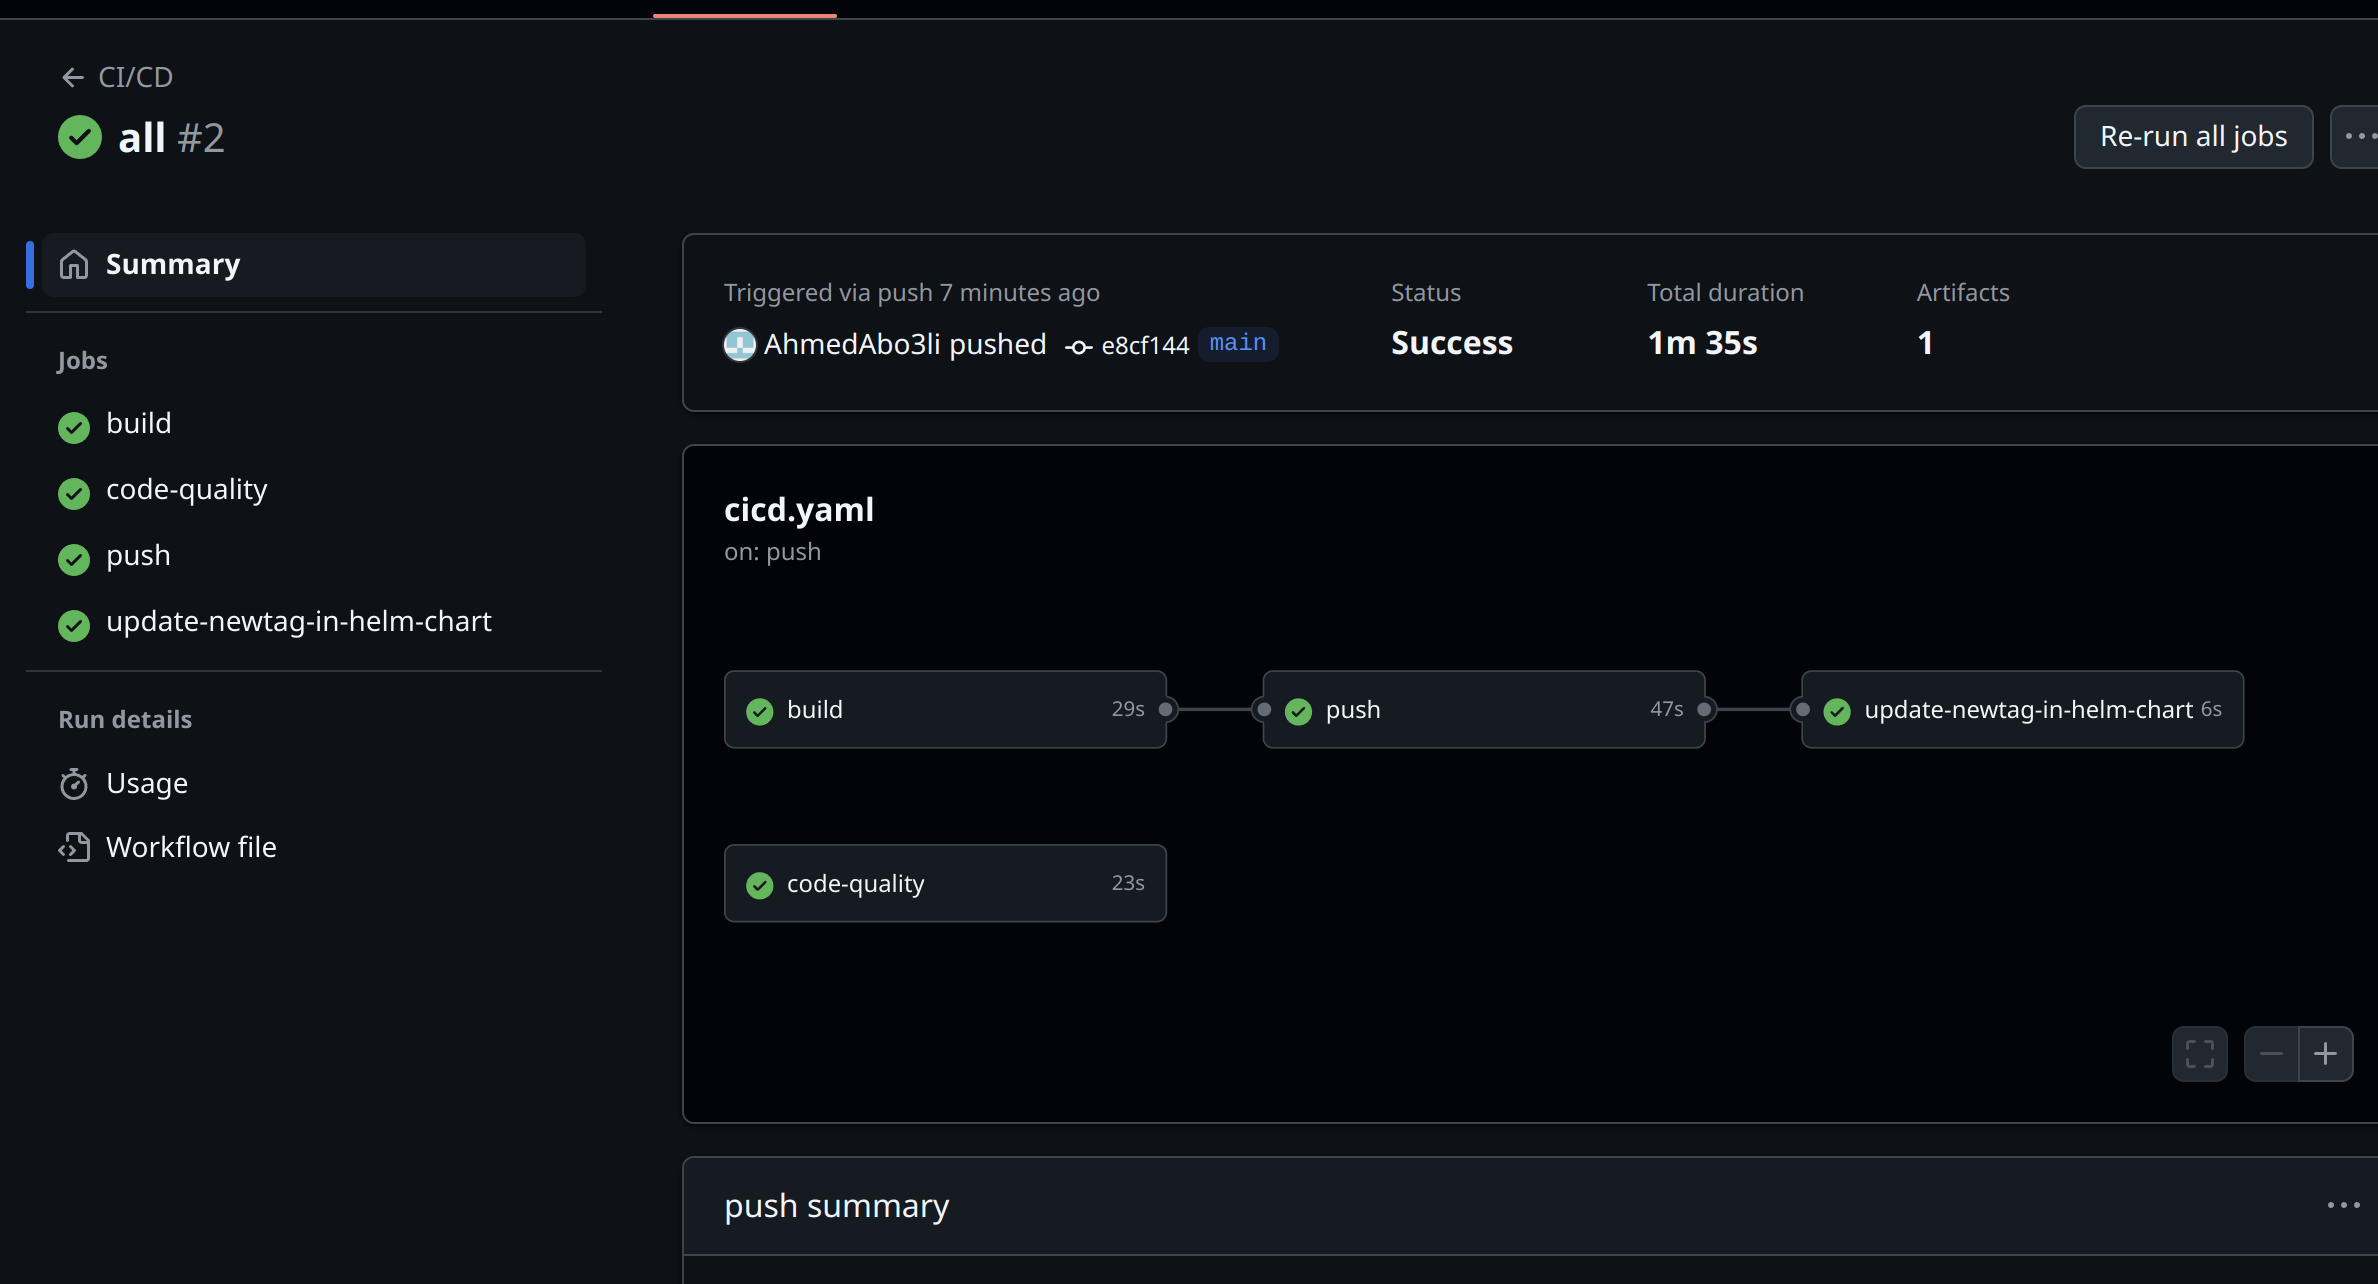 CI/CD
all #2
Re-run all jobs
Summary
Jobs
build
code-quality
push
update-newtag-in-helm-chart
Run details
Usage
Workflow file
Triggered via push 7 minutes ago
AhmedAbo3li pushed e8cf144 main
Status
Success
Total duration
1m 35s
Artifacts
1
cicd.yaml
on: push
build 29s
push 47s
update-newtag-in-helm-chart 6s
code-quality 23s
push summary